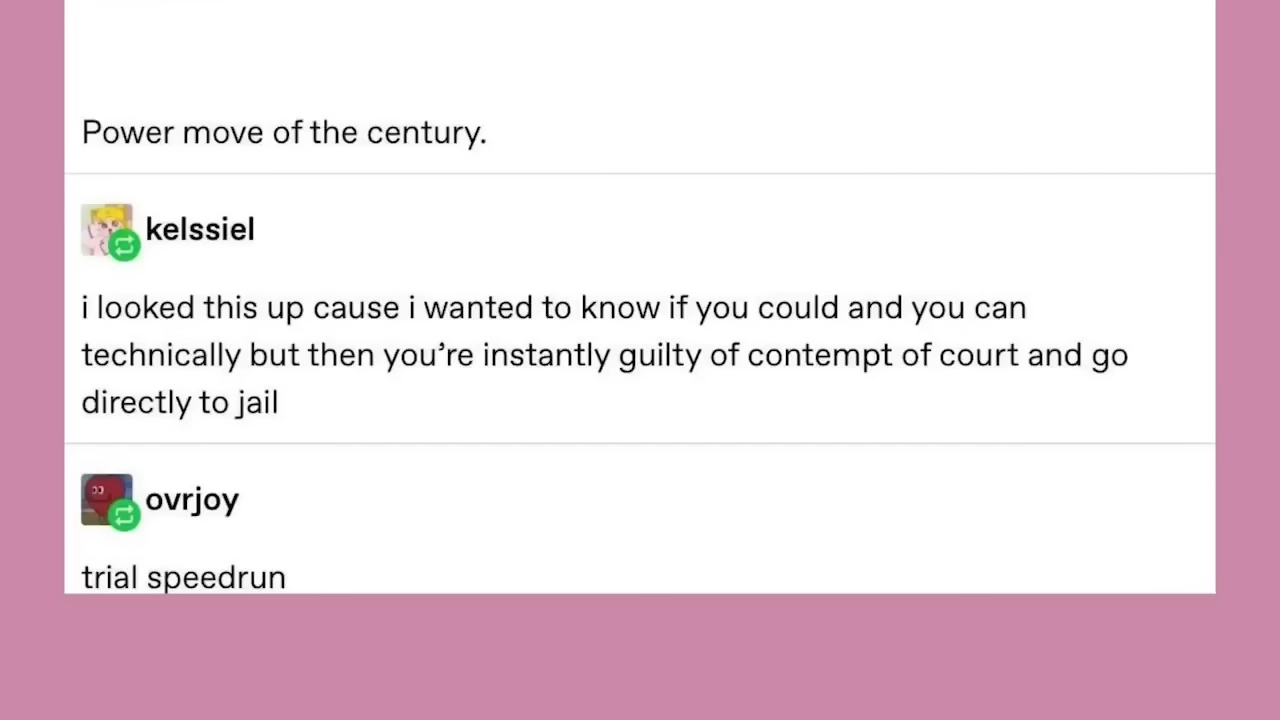 Power move of the century.
kelssiel
i looked this up cause i wanted to know if you could and you can
technically but then you’re instantly guilty of contempt of court and go
directly to jail
ovrjoy
trial speedrun